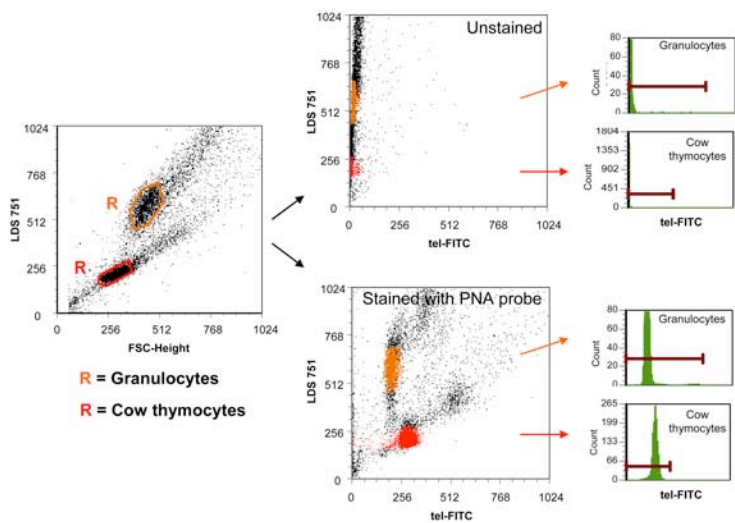 1024
768
512
256
0
LDS 751
R
R
0 256 512 768 1024
FSC-Height
R = Granulocytes
R = Cow thymocytes
Unstained
1024
768
512
256
0
LDS 751
0 256 512 768 1024
tel-FITC
Granulocytes
80
60
40
20
0
Count
Cow
thymocytes
1804
1353
902
451
0
Count
tel-FITC
Stained with PNA probe
1024
768
512
256
0
LDS 751
0 256 512 768 1024
tel-FITC
Granulocytes
80
60
40
20
0
Count
Cow
thymocytes
265
199
132
66
0
Count
tel-FITC